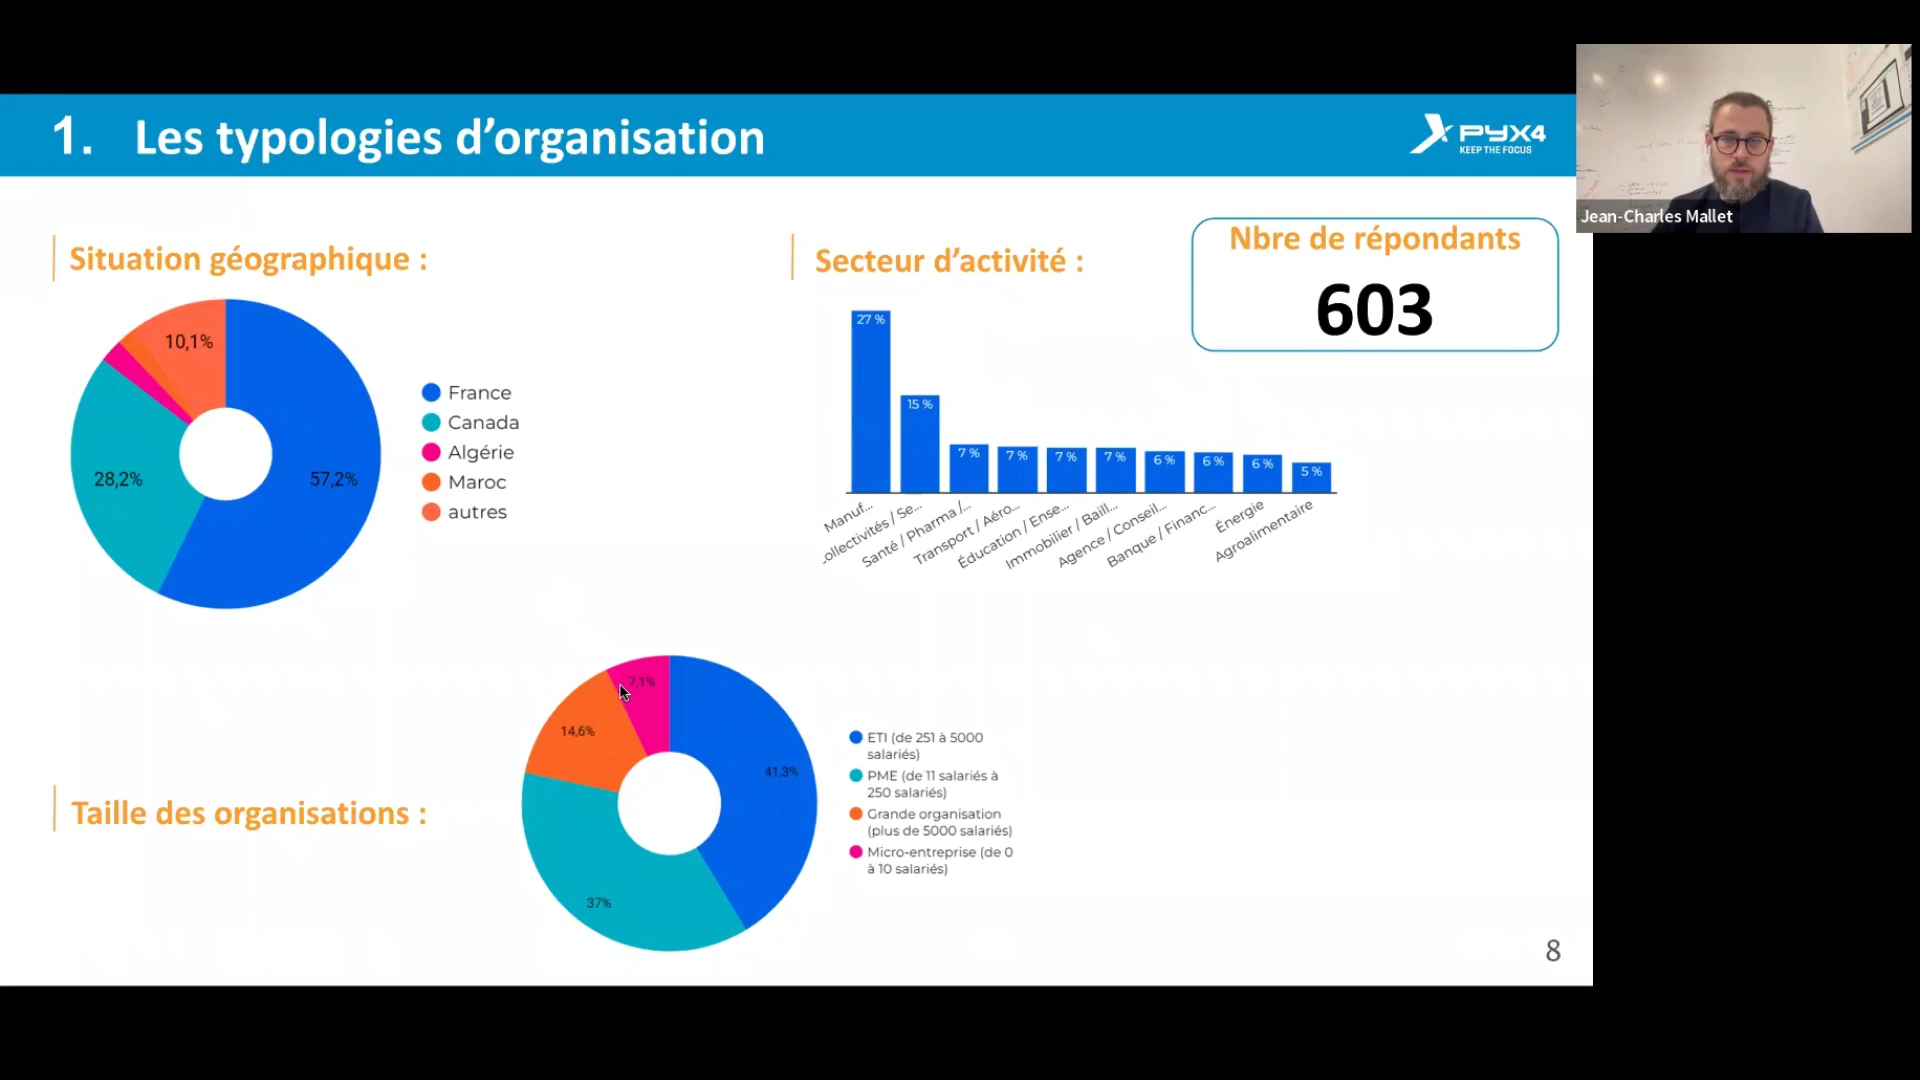 1. Les typologies d'organisation
PYX4
KEEP THE FOCUS
Jean-Charles Mallet
Situation géographique :
10,1%
28,2%
57,2%
France
Canada
Algérie
Maroc
autres
Secteur d'activité :
27 %
15 %
7 %
7 %
7 %
7 %
6 %
6 %
6 %
5 %
Manuf...
..ollectivités / Se...
Santé / Pharma /...
Transport / Aéro...
Éducation / Ense...
Immobilier / Baill...
Agence / Conseil...
Banque / Financ...
Énergie
Agroalimentaire
Nbre de répondants
603
Taille des organisations :
7,1%
14,6%
41,3%
37%
ETI (de 251 à 5000
salariés)
PME (de 11 salariés à
250 salariés)
Grande organisation
(plus de 5000 salariés)
Micro-entreprise (de 0
à 10 salariés)
8